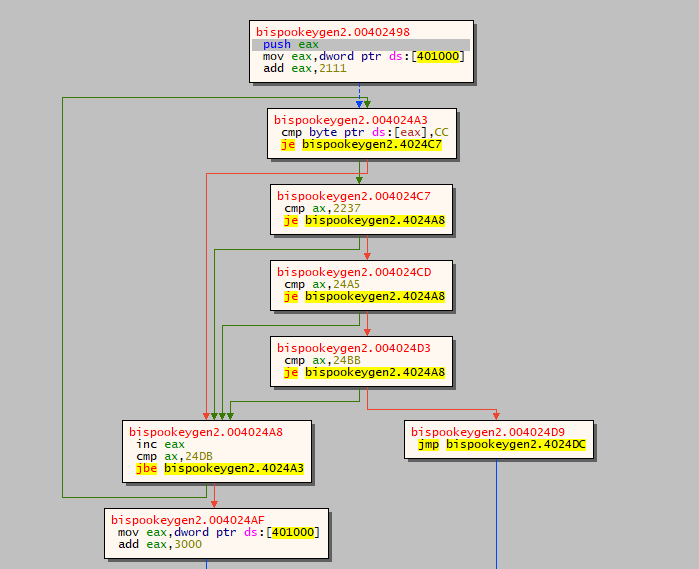 bispookeygen2.00402498
push eax
mov eax,dword ptr ds:[401000]
add eax,2111
bispookeygen2.004024A3
cmp byte ptr ds:[eax],CC
je bispookeygen2.4024C7
bispookeygen2.004024C7
cmp ax,2237
je bispookeygen2.4024A8
bispookeygen2.004024CD
cmp ax,24A5
je bispookeygen2.4024A8
bispookeygen2.004024D3
cmp ax,24BB
je bispookeygen2.4024A8
bispookeygen2.004024A8
inc eax
cmp ax,24DB
jbe bispookeygen2.4024A3
bispookeygen2.004024D9
jmp bispookeygen2.4024DC
bispookeygen2.004024AF
mov eax,dword ptr ds:[401000]
add eax,3000